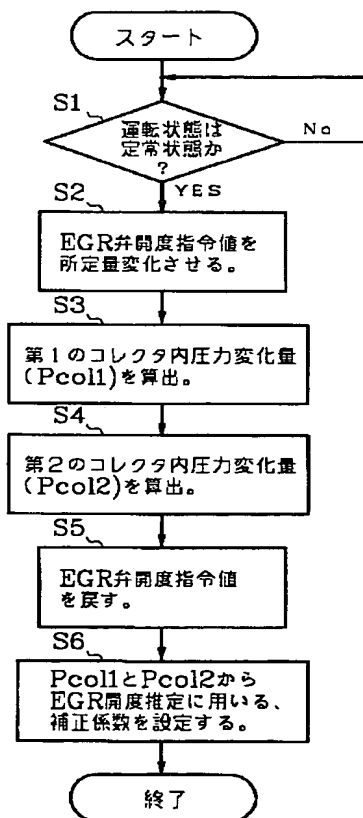 スタート
S1
運転状態は
定常状態か
?
No
YES
S2
EGR弁開度指令値を
所定量変化させる。
S3
第1のコレクタ内圧力変化量
(Pcol1)を算出。
S4
第2のコレクタ内圧力変化量
(Pcol2)を算出。
S5
EGR弁開度指令値
を戻す。
S6
Pcol1とPcol2から
EGR開度推定に用いる、
補正係数を設定する。
終了